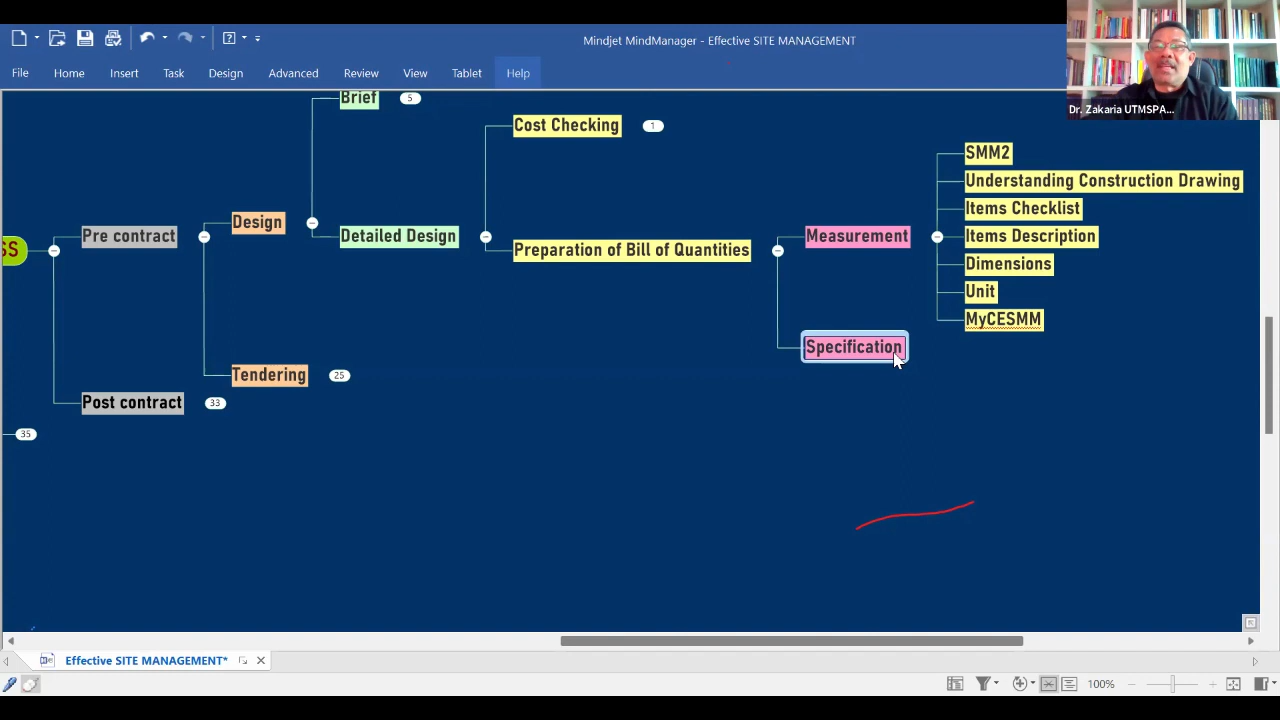 Mindjet MindManager - Effective SITE MANAGEMENT
File Home Insert Task Design Advanced Review View Tablet Help
Dr. Zakaria UTMSPA...
Brief 5
Cost Checking 1
SMM2
Understanding Construction Drawing
Items Checklist
Pre contract
Design
Detailed Design
Preparation of Bill of Quantities
Measurement
Items Description
Dimensions
Unit
MyCESMM
Specification
Tendering 25
Post contract 33
SS
35
Effective SITE MANAGEMENT*
100%